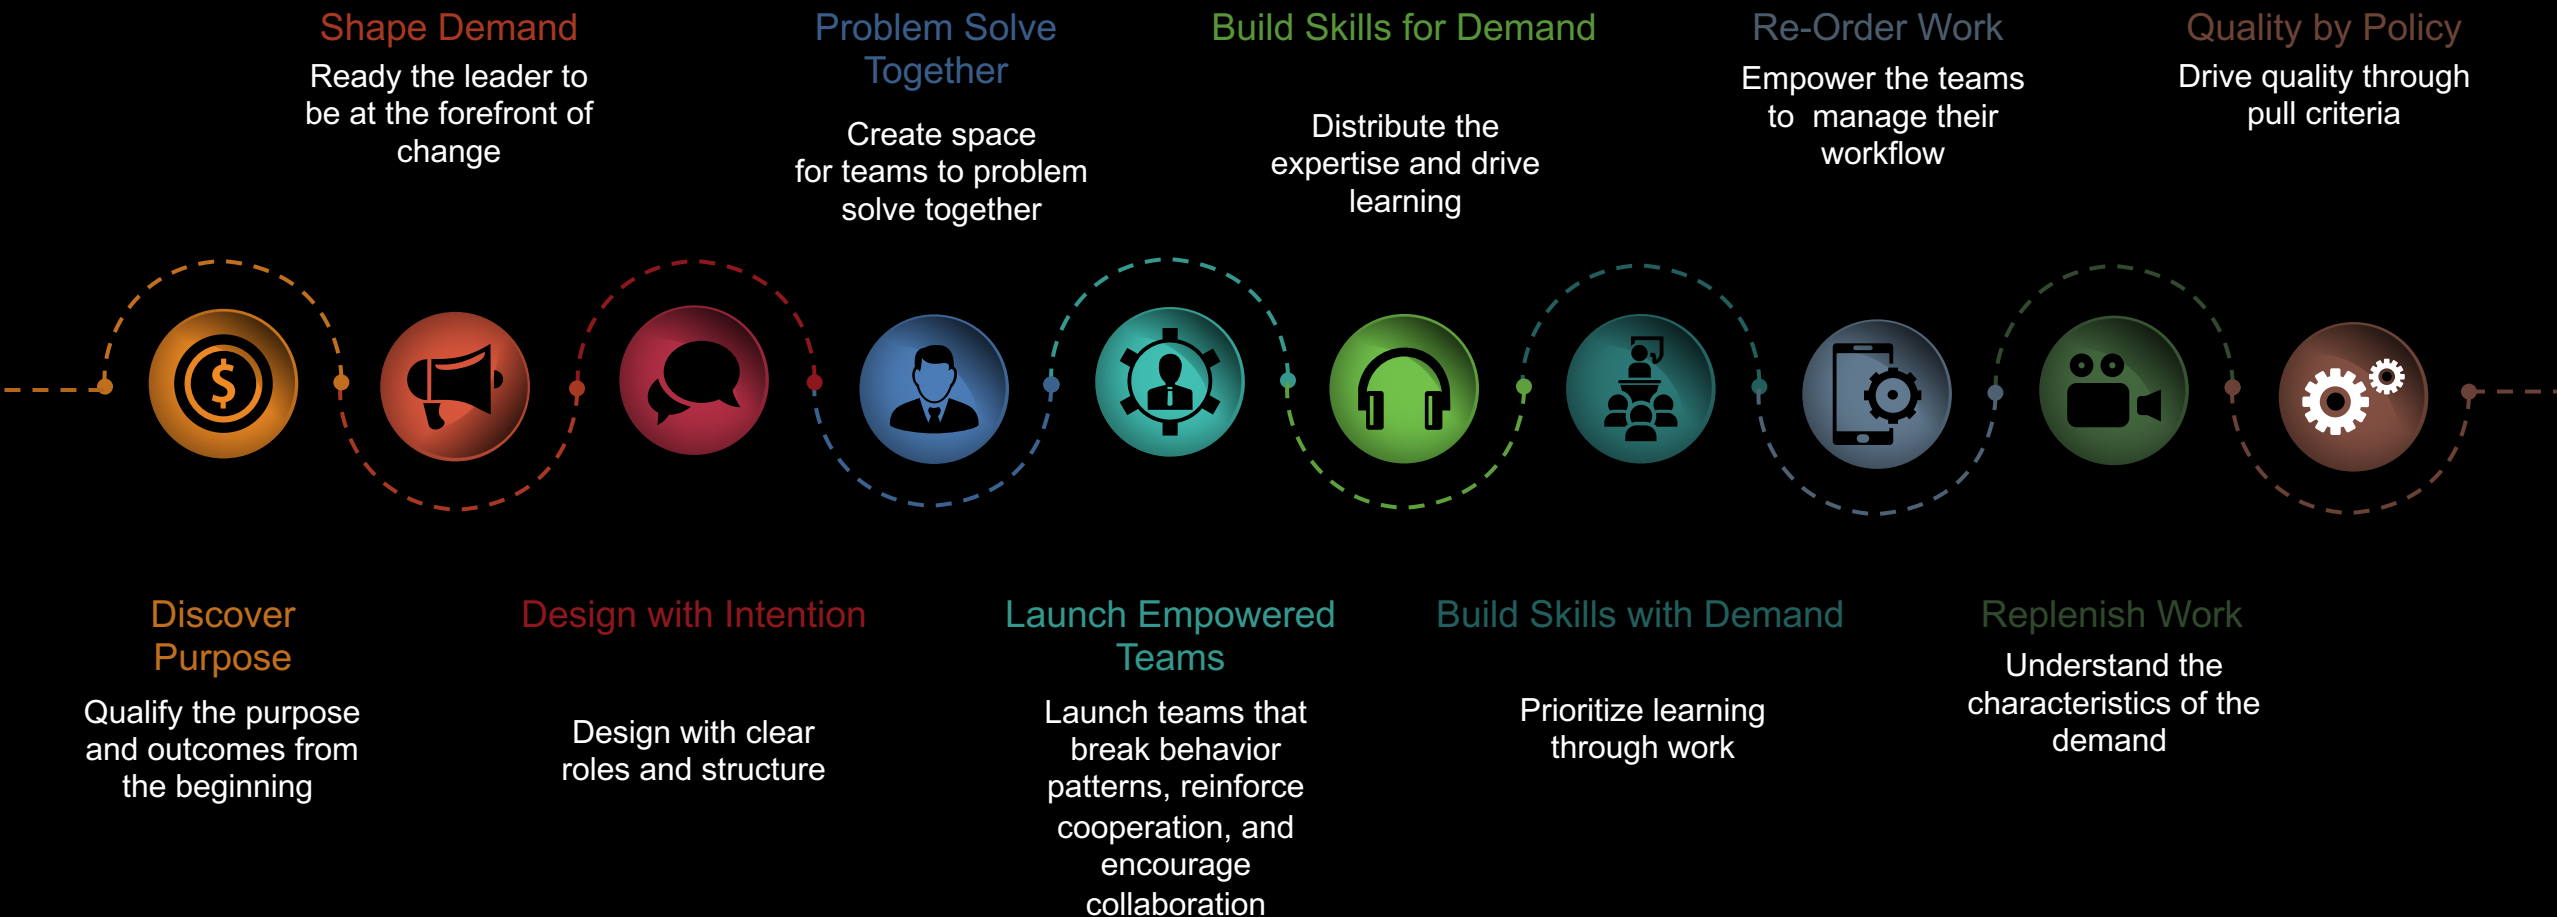 Shape Demand
Ready the leader to
be at the forefront of
change
Problem Solve
Together
Create space
for teams to problem
solve together
Build Skills for Demand
Distribute the
expertise and drive
learning
Re-Order Work
Empower the teams
to  manage their
workflow
Quality by Policy
Drive quality through
pull criteria
$
Discover
Purpose
Qualify the purpose
and outcomes from
the beginning
Design with Intention
Design with clear
roles and structure
Launch Empowered
Teams
Launch teams that
break behavior
patterns, reinforce
cooperation, and
encourage
collaboration
Build Skills with Demand
Prioritize learning
through work
Replenish Work
Understand the
characteristics of the
demand